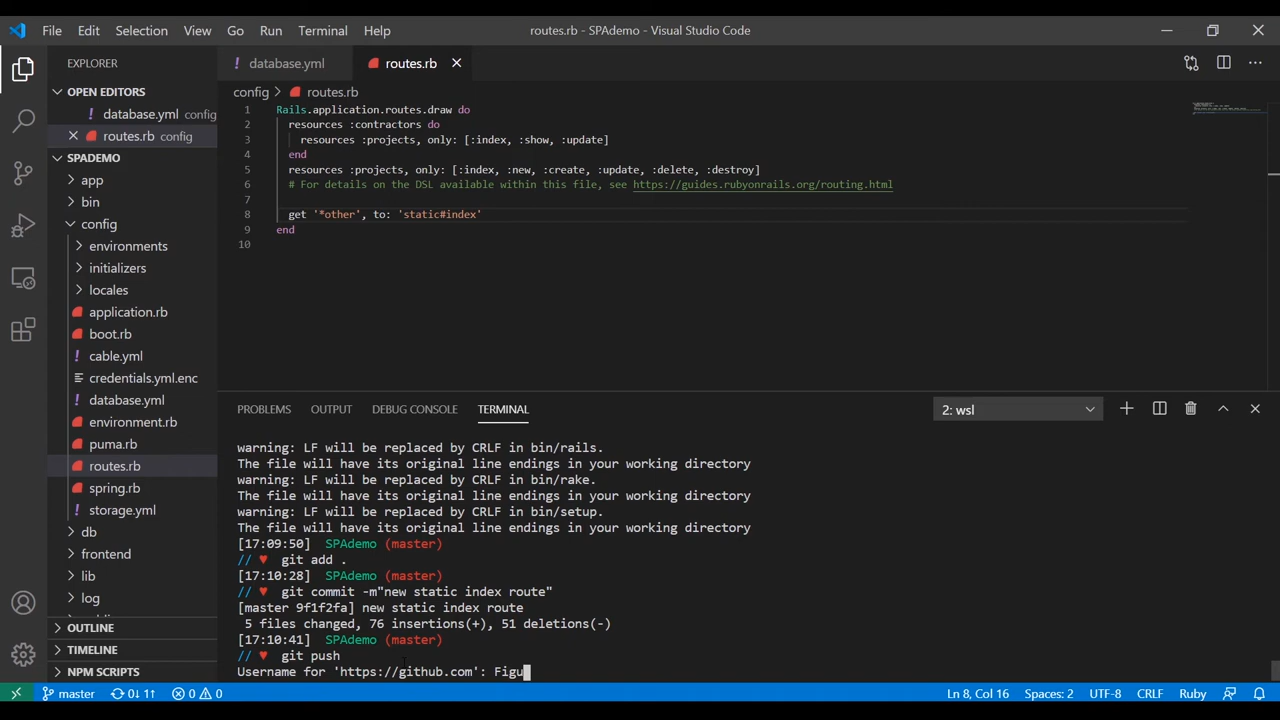 File Edit Selection View Go Run Terminal Help routes.rb - SPAdemo - Visual Studio Code
EXPLORER
OPEN EDITORS
! database.yml config
routes.rb config
SPADEMO
app
bin
config
environments
initializers
locales
application.rb
boot.rb
! cable.yml
credentials.yml.enc
! database.yml
environment.rb
puma.rb
routes.rb
spring.rb
! storage.yml
db
frontend
lib
log
OUTLINE
TIMELINE
NPM SCRIPTS
! database.yml routes.rb
config > routes.rb
1 Rails.application.routes.draw do
2 resources :contractors do
3 resources :projects, only: [:index, :show, :update]
4 end
5 resources :projects, only: [:index, :new, :create, :update, :delete, :destroy]
6 # For details on the DSL available within this file, see https://guides.rubyonrails.org/routing.html
7
8 get '*other', to: 'static#index'
9 end
10
PROBLEMS OUTPUT DEBUG CONSOLE TERMINAL 2: wsl
warning: LF will be replaced by CRLF in bin/rails.
The file will have its original line endings in your working directory
warning: LF will be replaced by CRLF in bin/rake.
The file will have its original line endings in your working directory
warning: LF will be replaced by CRLF in bin/setup.
The file will have its original line endings in your working directory
[17:09:50] SPAdemo (master)
// ♥ git add .
[17:10:28] SPAdemo (master)
// ♥ git commit -m"new static index route"
[master 9f1f2fa] new static index route
5 files changed, 76 insertions(+), 51 deletions(-)
[17:10:41] SPAdemo (master)
// ♥ git push
Username for 'https://github.com': Figu
master 0↓ 1↑ 0 0 Ln 8, Col 16 Spaces: 2 UTF-8 CRLF Ruby